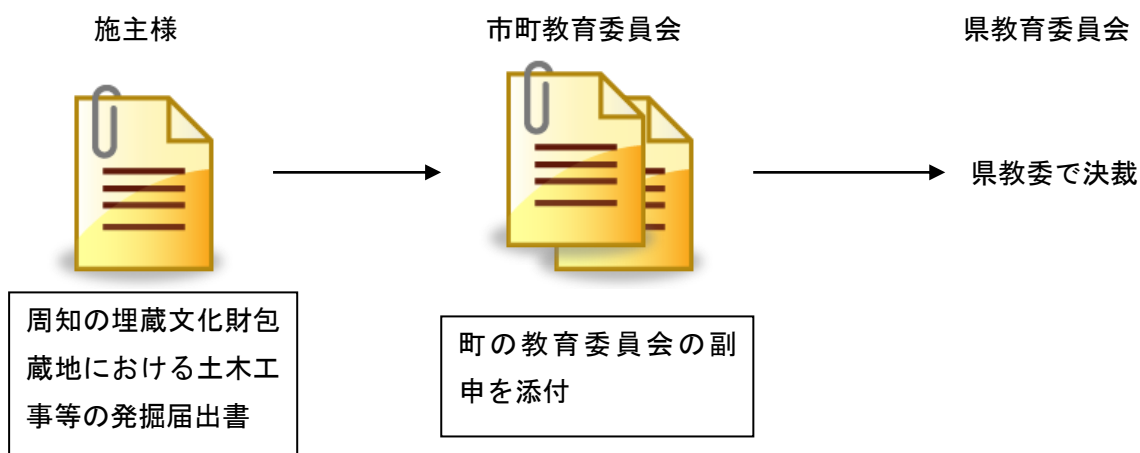 施主様
市町教育委員会
県教育委員会
県教委で決裁
周知の埋蔵文化財包
蔵地における土木工
事等の発掘届出書
町の教育委員会の副
申を添付